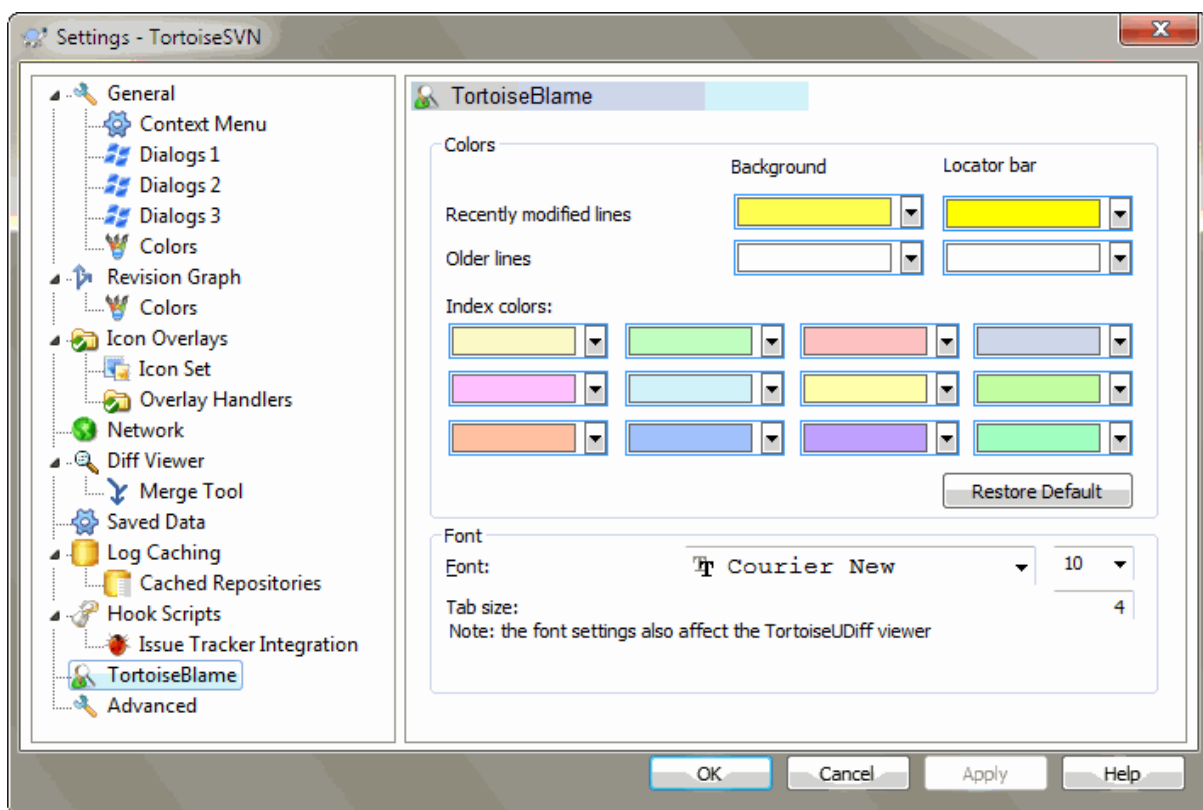 Settings - TortoiseSVN
General
Context Menu
Dialogs 1
Dialogs 2
Dialogs 3
Colors
Revision Graph
Colors
Icon Overlays
Icon Set
Overlay Handlers
Network
Diff Viewer
Merge Tool
Saved Data
Log Caching
Cached Repositories
Hook Scripts
Issue Tracker Integration
TortoiseBlame
Advanced
TortoiseBlame
Colors
Background Locator bar
Recently modified lines
Older lines
Index colors:
Restore Default
Font
Font: Courier New 10
Tab size: 4
Note: the font settings also affect the TortoiseUDiff viewer
OK Cancel Apply Help